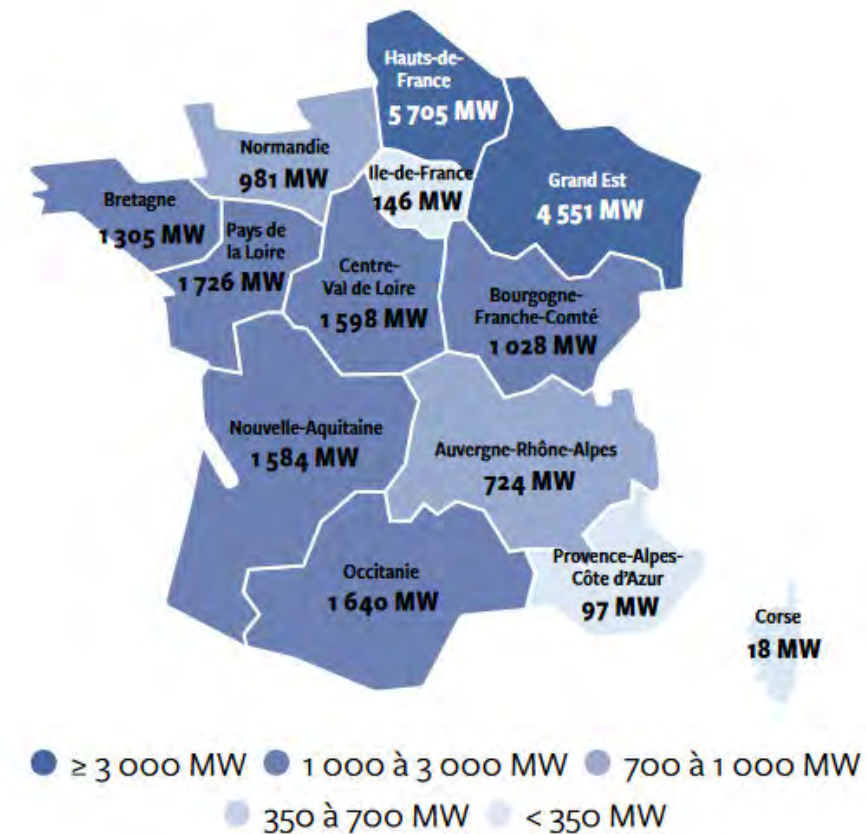 Hauts-de-
France
5 705 MW
Normandie
981 MW
Ile-de-France
146 MW
Grand Est
4 551 MW
Bretagne
1 305 MW
Pays de
la Loire
1 726 MW
Centre-
Val de Loire
1 598 MW
Bourgogne-
Franche-Comté
1 028 MW
Nouvelle-Aquitaine
1 584 MW
Auvergne-Rhône-Alpes
724 MW
Occitanie
1 640 MW
Provence-Alpes-
Côte d'Azur
97 MW
Corse
18 MW
≥ 3 000 MW 1 000 à 3 000 MW 700 à 1 000 MW
350 à 700 MW < 350 MW